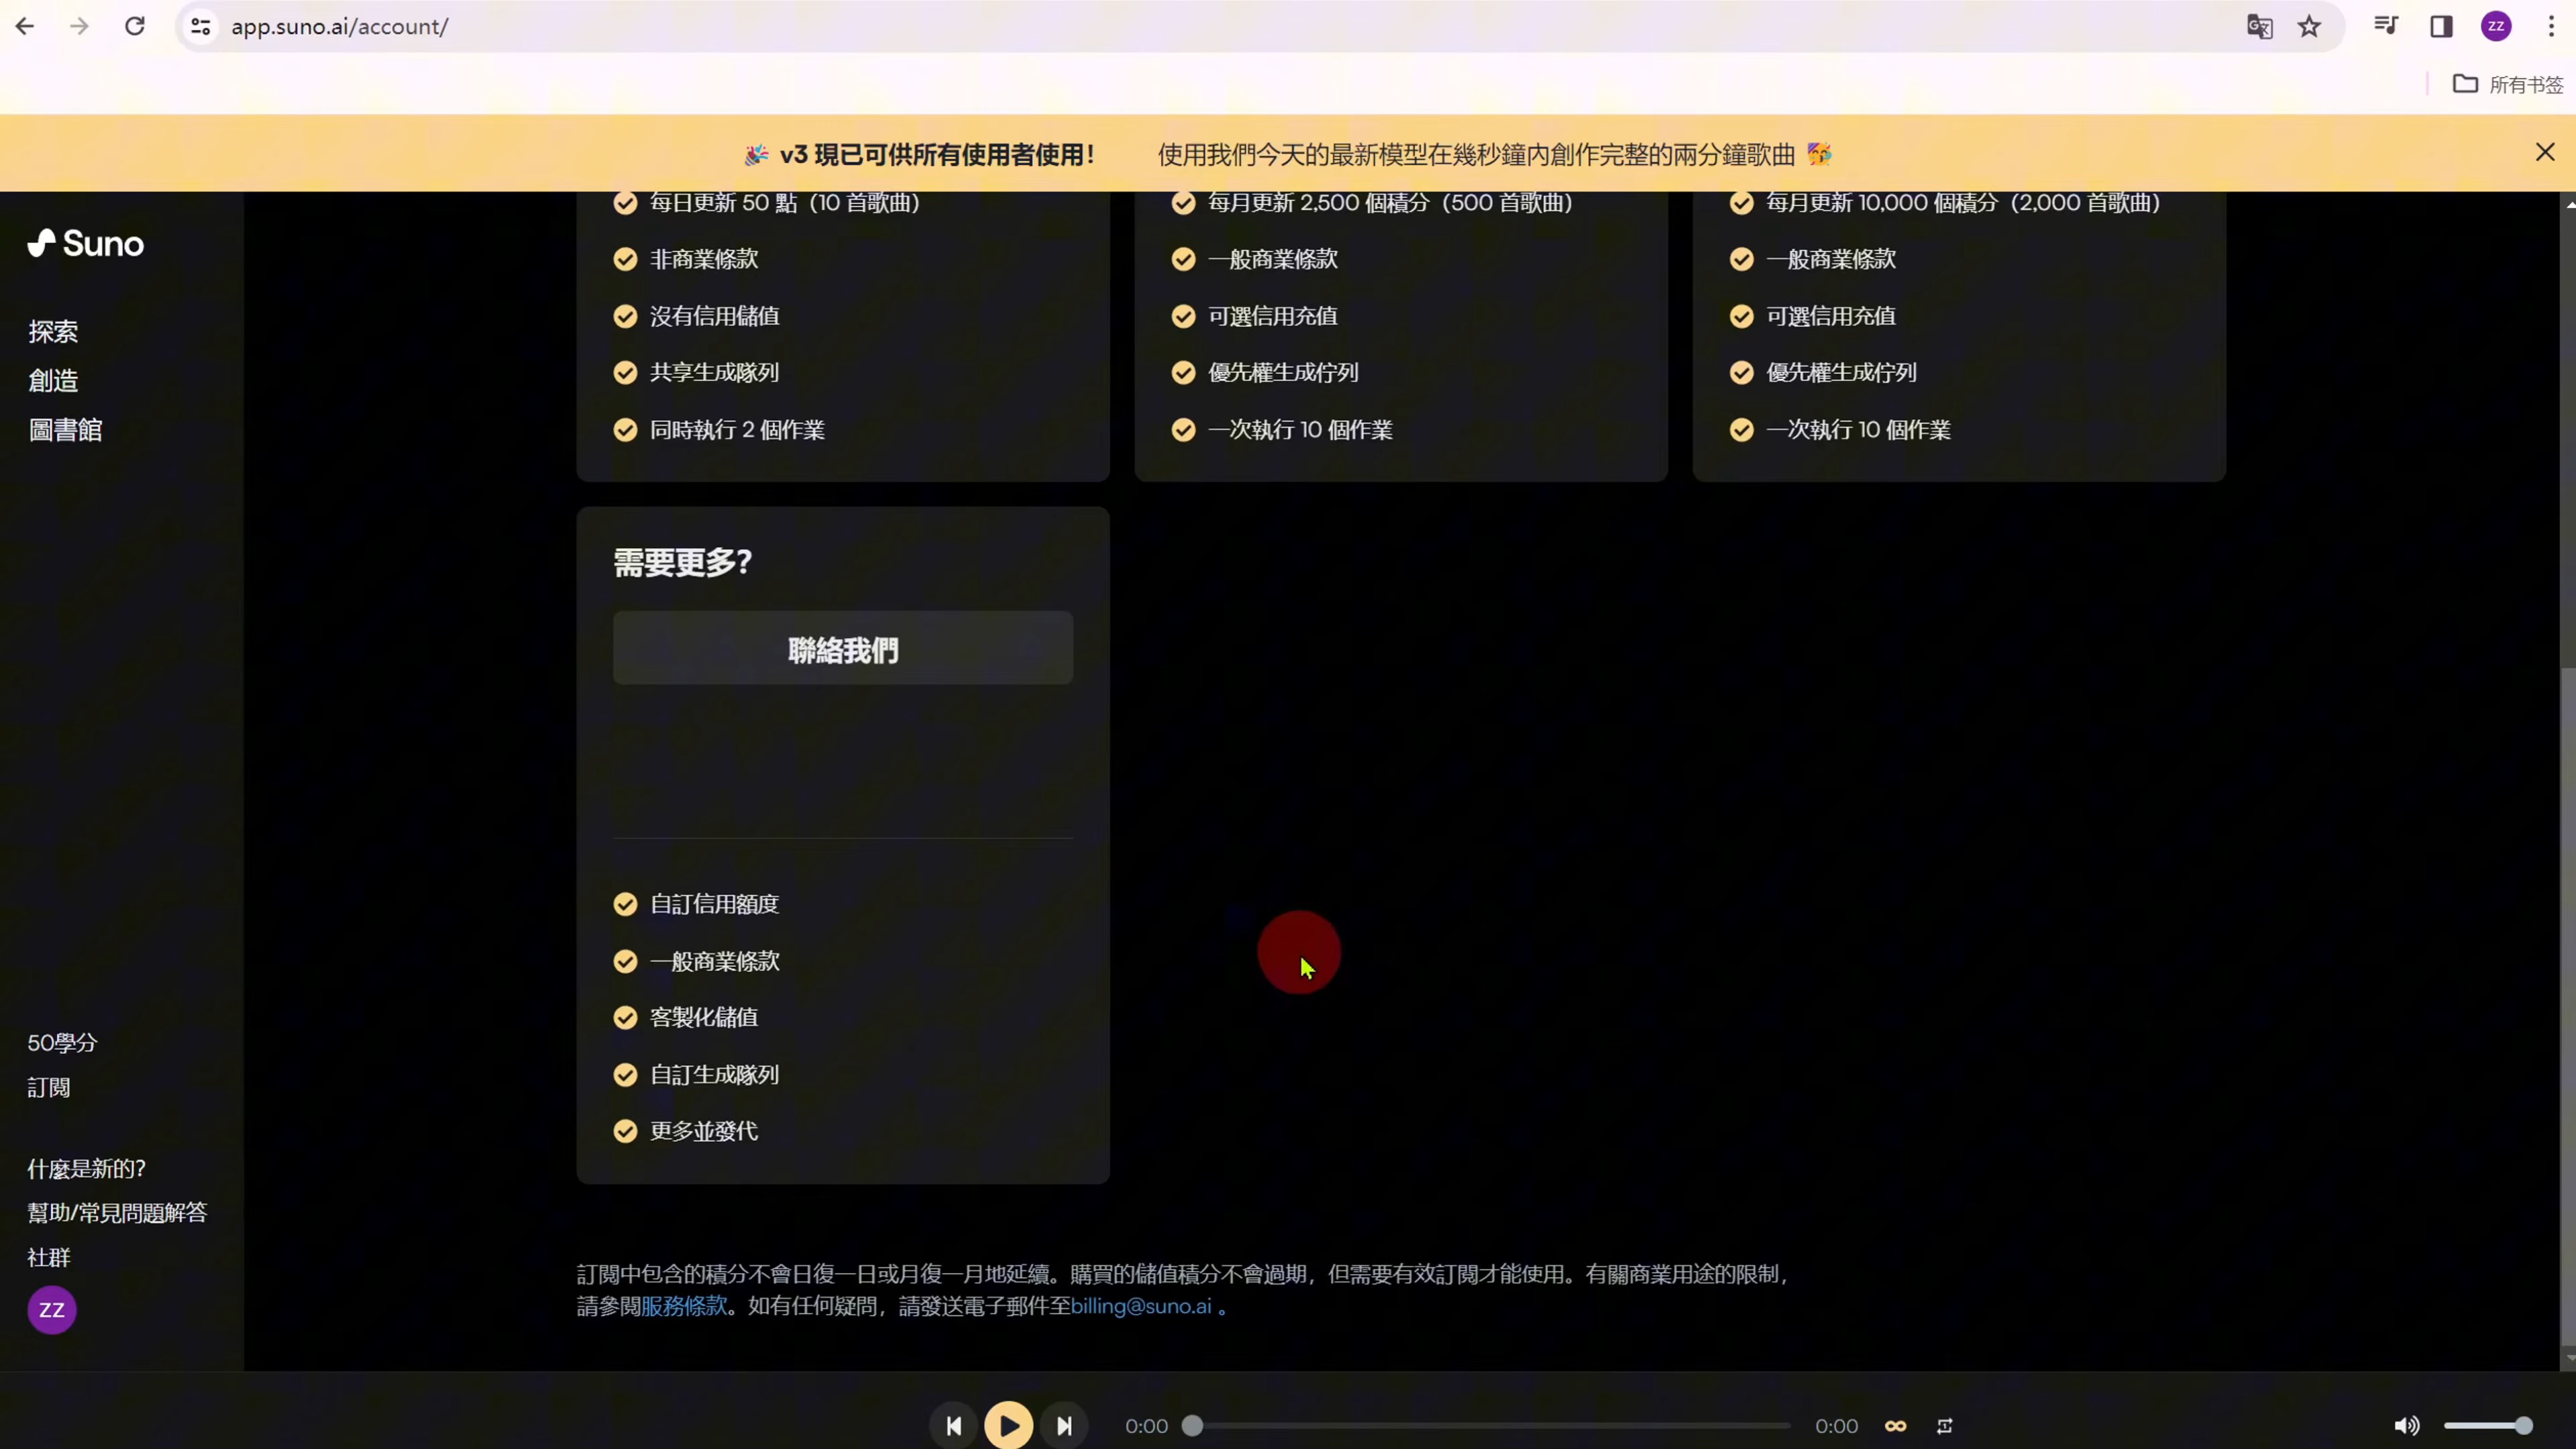 app.suno.ai/account/
zz
所有书签
v3 現已可供所有使用者使用！ 使用我們今天的最新模型在幾秒鐘內創作完整的兩分鐘歌曲
Suno
探索
創造
圖書館
每日更新 50 點（10 首歌曲）
非商業條款
沒有信用儲值
共享生成隊列
同時執行 2 個作業
每月更新 2,500 個積分（500 首歌曲）
一般商業條款
可選信用充值
優先權生成佇列
一次執行 10 個作業
每月更新 10,000 個積分（2,000 首歌曲）
一般商業條款
可選信用充值
優先權生成佇列
一次執行 10 個作業
需要更多？
聯絡我們
自訂信用額度
一般商業條款
客製化儲值
自訂生成隊列
更多並發代
50學分
訂閱
什麼是新的？
幫助/常見問題解答
社群
ZZ
訂閱中包含的積分不會日復一日或月復一月地延續。購買的儲值積分不會過期，但需要有效訂閱才能使用。有關商業用途的限制，
請參閱服務條款。如有任何疑問，請發送電子郵件至billing@suno.ai 。
0:00
0:00